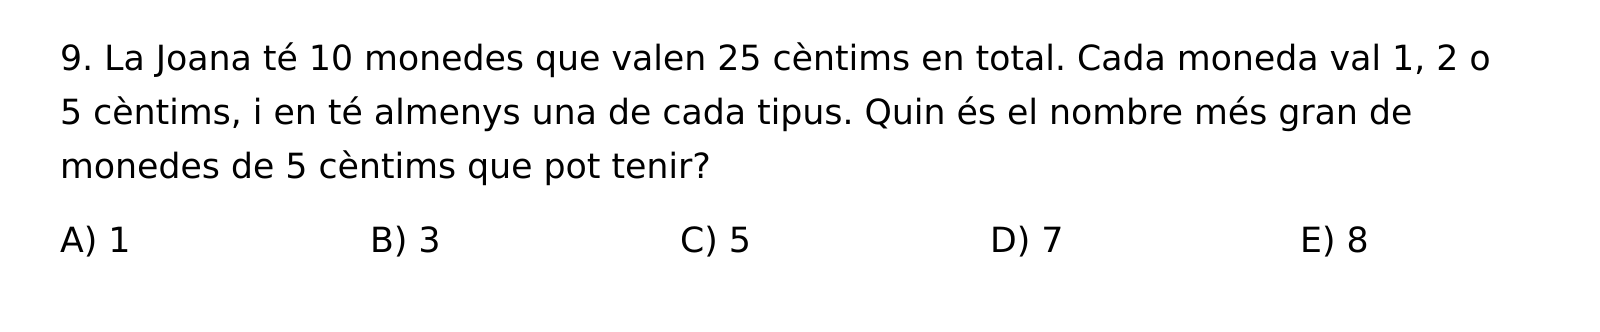 9. La Joana té 10 monedes que valen 25 cèntims en total. Cada moneda val 1, 2 o
5 cèntims, i en té almenys una de cada tipus. Quin és el nombre més gran de
monedes de 5 cèntims que pot tenir?
A) 1 B) 3 C) 5 D) 7 E) 8